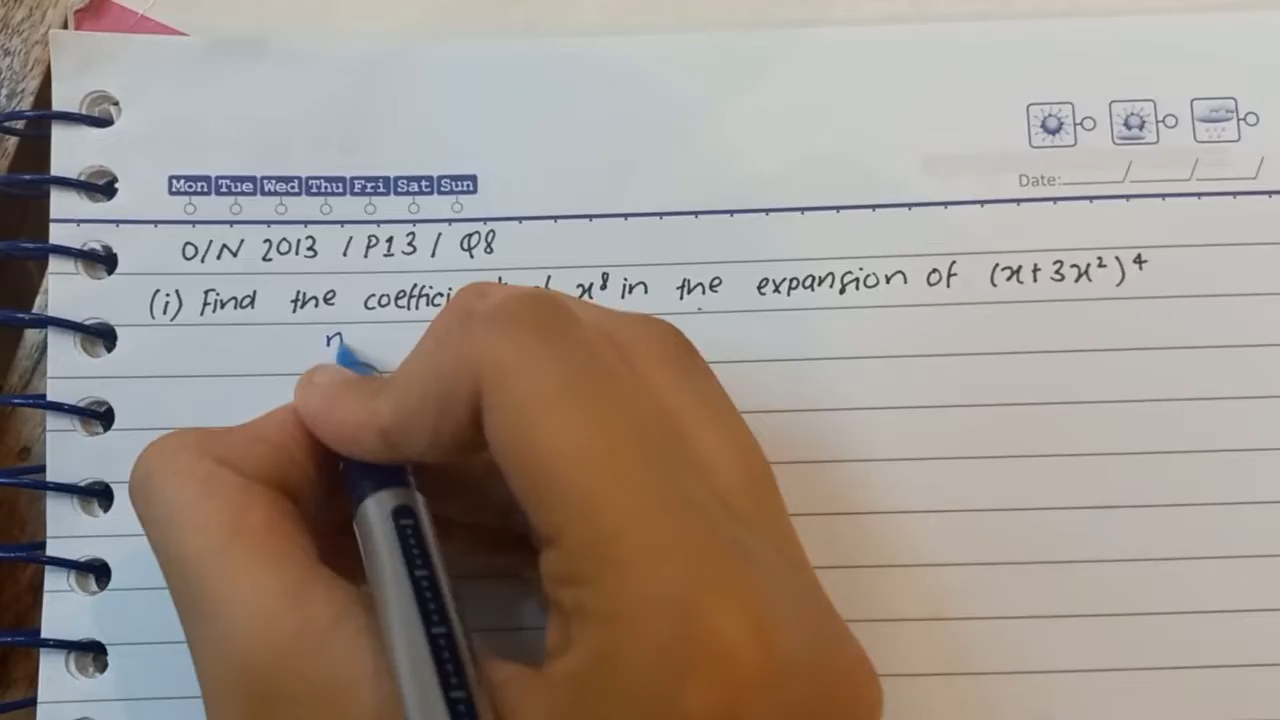 Mon Tue Wed Thu Fri Sat Sun
Date: / / /
O/N 2013 / P13 / Q8
(i) Find the x⁸ in the expansion of (x+3x²)⁴
n